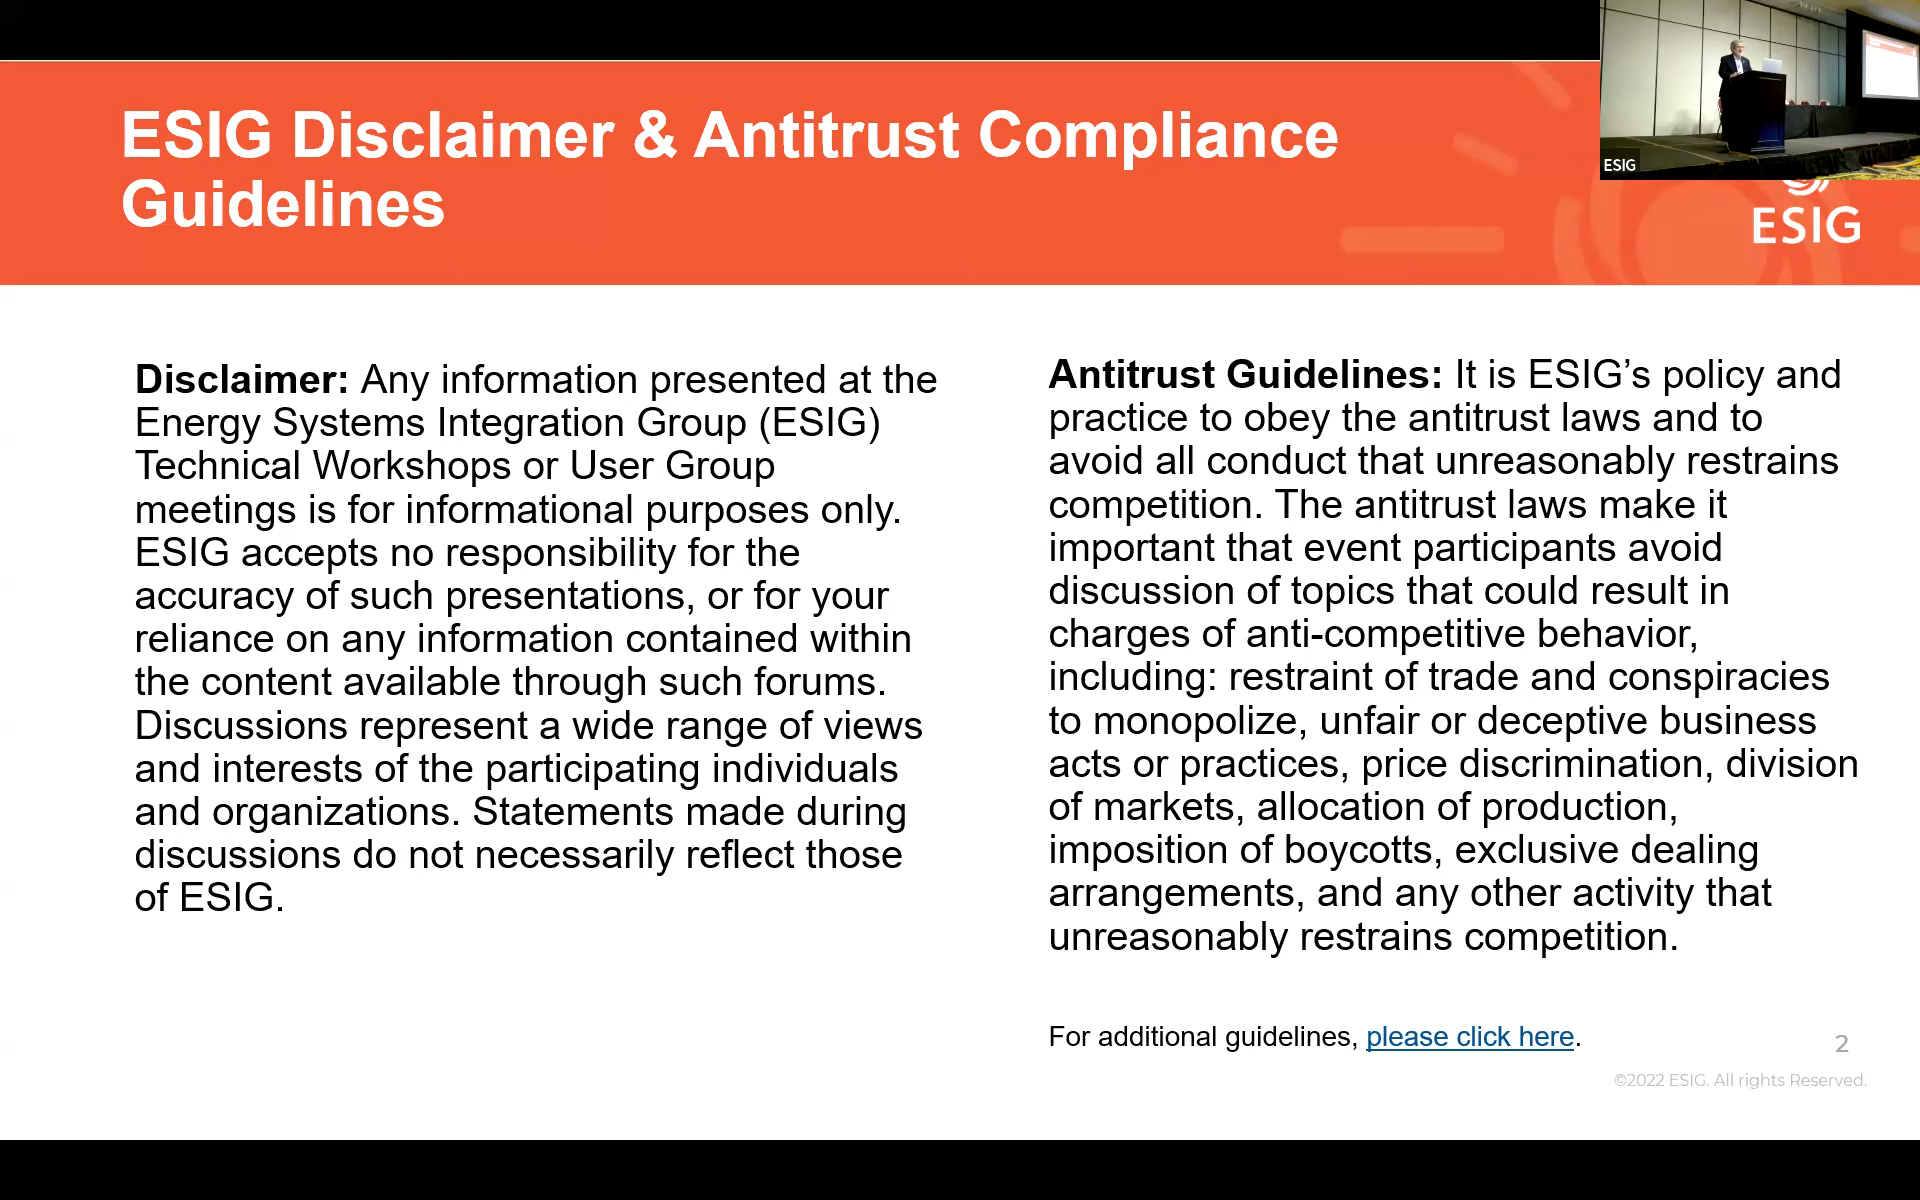 ESIG Disclaimer & Antitrust Compliance
Guidelines
ESIG
ESIG
Disclaimer: Any information presented at the
Energy Systems Integration Group (ESIG)
Technical Workshops or User Group
meetings is for informational purposes only.
ESIG accepts no responsibility for the
accuracy of such presentations, or for your
reliance on any information contained within
the content available through such forums.
Discussions represent a wide range of views
and interests of the participating individuals
and organizations. Statements made during
discussions do not necessarily reflect those
of ESIG.
Antitrust Guidelines: It is ESIG’s policy and
practice to obey the antitrust laws and to
avoid all conduct that unreasonably restrains
competition. The antitrust laws make it
important that event participants avoid
discussion of topics that could result in
charges of anti-competitive behavior,
including: restraint of trade and conspiracies
to monopolize, unfair or deceptive business
acts or practices, price discrimination, division
of markets, allocation of production,
imposition of boycotts, exclusive dealing
arrangements, and any other activity that
unreasonably restrains competition.
For additional guidelines, please click here.
2
©2022 ESIG. All rights Reserved.